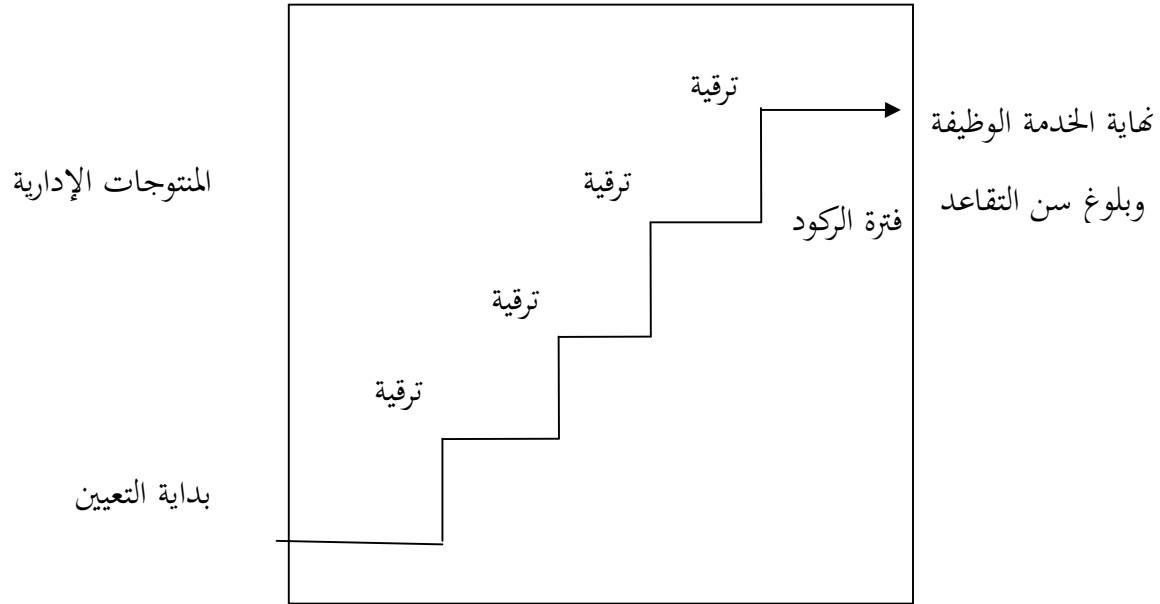 ترقية
نهاية الخدمة الوظيفة
المنتوجات الإدارية
ترقية
وبلوغ سن التقاعد
فترة الركود
ترقية
ترقية
بداية التعيين